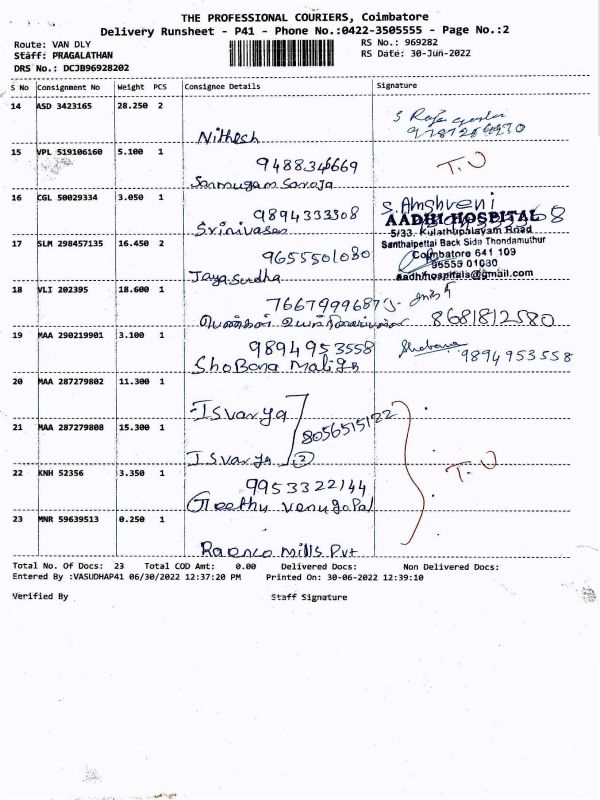 THE PROFESSIONAL COURIERS, Coimbatore
Delivery Runsheet - P41 - Phone No.:0422-3505555 - Page No.:2
Route: VAN DLY
Staff: PRAGALATHAN
DRS No.: DCJB96928202
RS No.: 969282
RS Date: 30-Jun-2022
S No Consignment No Weight PCS Consignee Details Signature
14 ASD 3423165 28.250 2
Nithesh
15 VPL 519106160 5.100 1
9488346669
T.U
Sanmugam Saroja
16 CGL 50029334 3.050 1
9894333308
Srinivasan
S. Amshveni
AADHI HOSPITAL
5/33, Kulathupalayam Road
Santhaipettai Back Side Thondamuthur
Coimbatore 641 109
96555 01080
aadhihospitals@gmail.com
17 SLM 298457135 16.450 2
9655501080
Jaya Sudha
18 VLI 202395 18.600 1
7667999687
8681812580
19 MAA 290219901 3.100 1
9894953558
Shobana Malig
Shobana
9894953558
20 MAA 287279802 11.300 1
Isvarya
21 MAA 287279808 15.300 1
8056515122
Isvarya 2
T.U
22 KNH 52356 3.350 1
9953322144
Geethu Venugopal
23 MNR 59639513 0.250 1
Mills Pvt
Total No. Of Docs: 23 Total COD Amt: 0.00 Delivered Docs: Non Delivered Docs:
Entered By :VASUDHAP41 06/30/2022 12:37:20 PM Printed On: 30-06-2022 12:39:10
Verified By Staff Signature